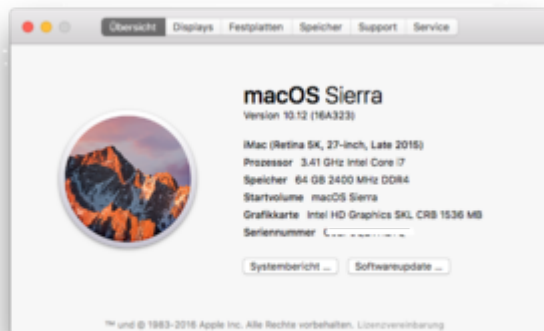 Übersicht Displays Festplatten Speicher Support Service
macOS Sierra
Version 10.12 (16A323)
iMac (Retina 5K, 27-inch, Late 2015)
Prozessor 3.41 GHz Intel Core i7
Speicher 64 GB 2400 MHz DDR4
Startvolume macOS Sierra
Grafikkarte Intel HD Graphics SKL CRB 1536 MB
Seriennummer
Systembericht ... Softwareupdate ...
™ und © 1983-2016 Apple Inc. Alle Rechte vorbehalten. Lizenzvereinbarung